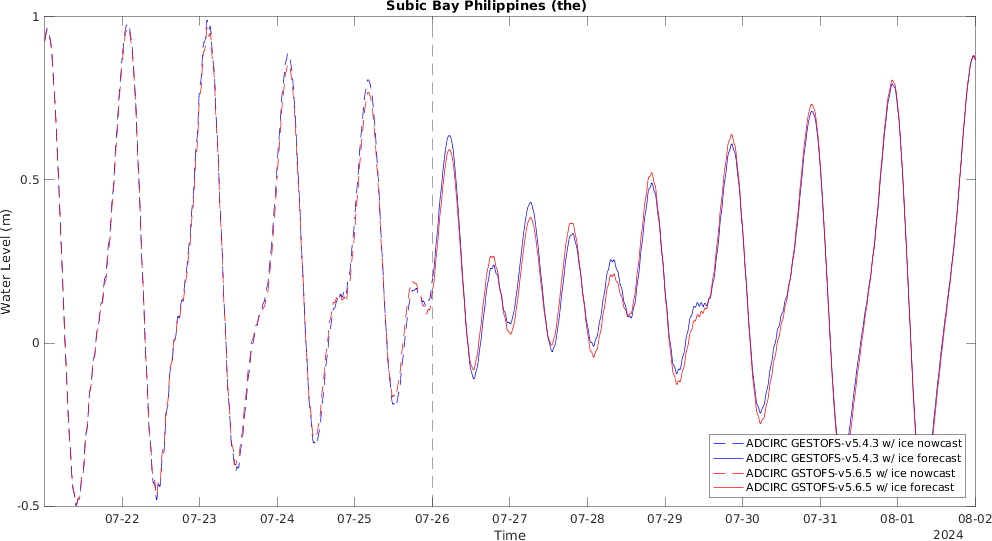 Subic Bay Philippines (the)
1
0.5
0
-0.5
Water Level (m)
07-22 07-23 07-24 07-25 07-26 07-27 07-28 07-29 07-30 07-31 08-01 08-02
Time
2024
ADCIRC GESTOFS-v5.4.3 w/ ice nowcast
ADCIRC GESTOFS-v5.4.3 w/ ice forecast
ADCIRC GSTOFS-v5.6.5 w/ ice nowcast
ADCIRC GSTOFS-v5.6.5 w/ ice forecast